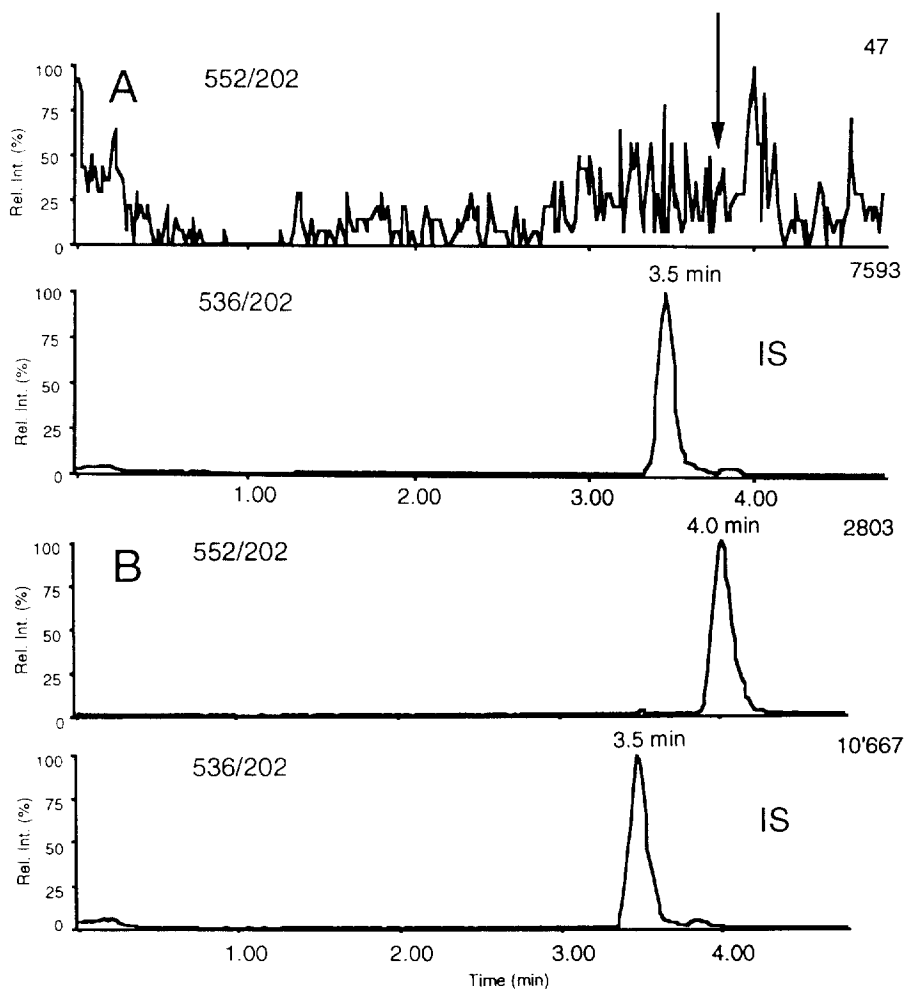 47
A
552/202
Rel. Int. (%)
100
75
50
25
0
7593
3.5 min
536/202
IS
Rel. Int. (%)
100
75
50
25
0
1.00 2.00 3.00 4.00
4.0 min
2803
B
552/202
Rel. Int. (%)
100
75
50
25
0
3.5 min
10'667
536/202
IS
Rel. Int. (%)
100
75
50
25
0
1.00 2.00 3.00 4.00
Time (min)